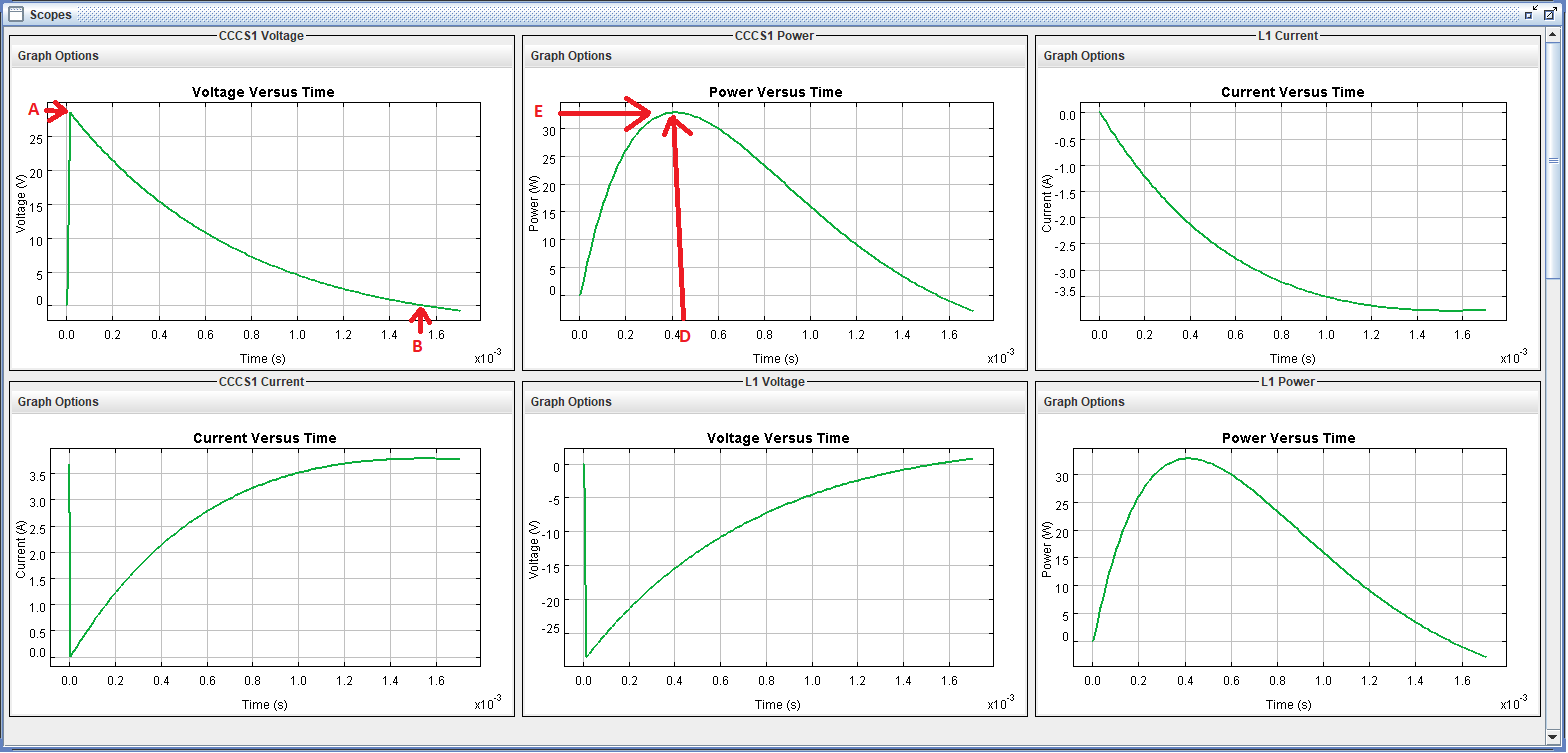 Scopes
CCCS1 Voltage
Graph Options
Voltage Versus Time
A
25
20
15
10
5
0
Voltage (V)
0.0 0.2 0.4 0.6 0.8 1.0 1.2 1.4 1.6
B
Time (s)
x10-3
CCCS1 Power
Graph Options
Power Versus Time
E
30
25
20
15
10
5
0
Power (W)
0.0 0.2 0.4 0.6 0.8 1.0 1.2 1.4 1.6
D
Time (s)
x10-3
L1 Current
Graph Options
Current Versus Time
0.0
-0.5
-1.0
-1.5
-2.0
-2.5
-3.0
-3.5
Current (A)
0.0 0.2 0.4 0.6 0.8 1.0 1.2 1.4 1.6
Time (s)
x10-3
CCCS1 Current
Graph Options
Current Versus Time
3.5
3.0
2.5
2.0
1.5
1.0
0.5
0.0
Current (A)
0.0 0.2 0.4 0.6 0.8 1.0 1.2 1.4 1.6
Time (s)
x10-3
L1 Voltage
Graph Options
Voltage Versus Time
0
-5
-10
-15
-20
-25
Voltage (V)
0.0 0.2 0.4 0.6 0.8 1.0 1.2 1.4 1.6
Time (s)
x10-3
L1 Power
Graph Options
Power Versus Time
30
25
20
15
10
5
0
Power (W)
0.0 0.2 0.4 0.6 0.8 1.0 1.2 1.4 1.6
Time (s)
x10-3